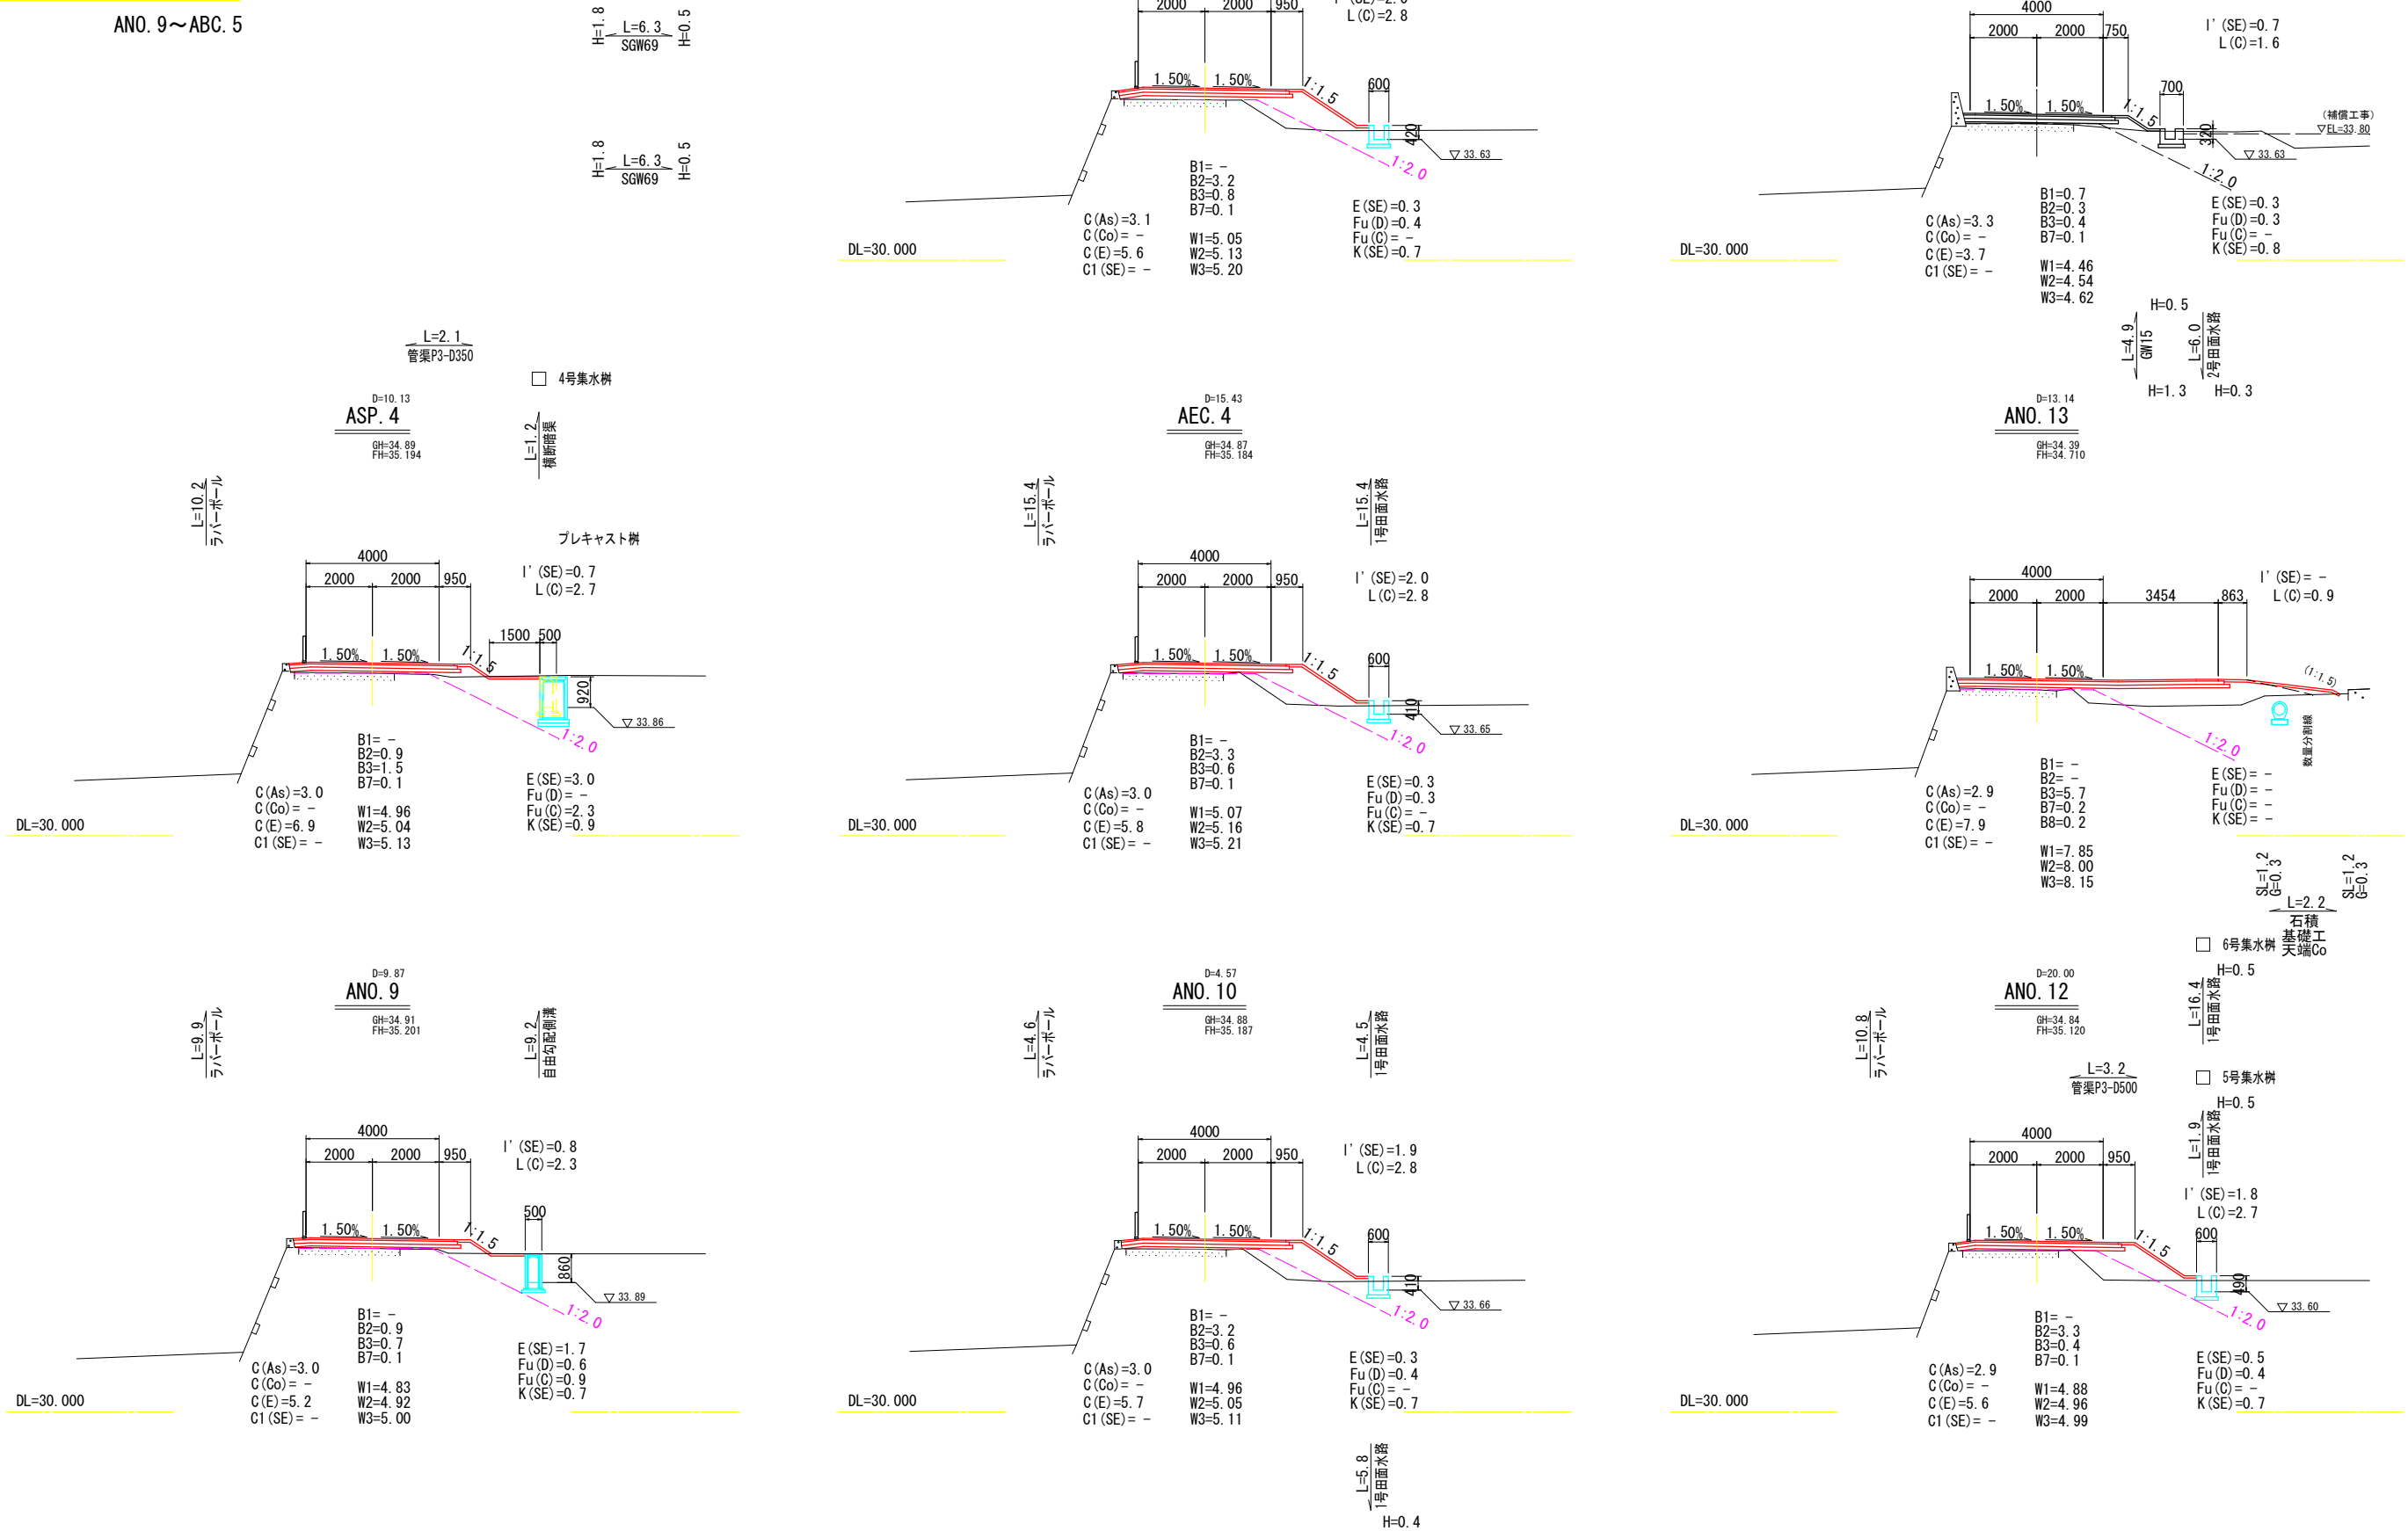 ANO.9～ABC.5
H=1.8
L=6.3
SGW69
H=0.5
H=1.8
L=6.3
SGW69
H=0.5
2000
2000
950
L(C)=2.8
1.50%
1.50%
1:1.5
600
420
▽ 33.63
1:2.0
B1= -
B2=3.2
B3=0.8
B7=0.1
C(As)=3.1
C(Co)= -
C(E)=5.6
C1(SE)= -
W1=5.05
W2=5.13
W3=5.20
E(SE)=0.3
Fu(D)=0.4
Fu(C)= -
K(SE)=0.7
DL=30.000
4000
2000
2000
750
l'(SE)=0.7
L(C)=1.6
1.50%
1.50%
1:1.5
700
320
(補償工事)
▽EL=33.80
▽ 33.63
1:2.0
B1=0.7
B2=0.3
B3=0.4
B7=0.1
C(As)=3.3
C(Co)= -
C(E)=3.7
C1(SE)= -
W1=4.46
W2=4.54
W3=4.62
E(SE)=0.3
Fu(D)=0.3
Fu(C)= -
K(SE)=0.8
DL=30.000
L=2.1
管渠P3-D350
4号集水桝
D=10.13
ASP.4
GH=34.89
FH=35.194
L=1.2
横断暗渠
L=10.2
ラバーポール
プレキャスト桝
4000
2000
2000
950
l'(SE)=0.7
L(C)=2.7
1500
500
1.50%
1.50%
1:1.5
920
▽ 33.86
1:2.0
B1= -
B2=0.9
B3=1.5
B7=0.1
C(As)=3.0
C(Co)= -
C(E)=6.9
C1(SE)= -
W1=4.96
W2=5.04
W3=5.13
E(SE)=3.0
Fu(D)= -
Fu(C)=2.3
K(SE)=0.9
DL=30.000
D=15.43
AEC.4
GH=34.87
FH=35.184
L=15.4
ラバーポール
L=15.4
1号田面水路
4000
2000
2000
950
l'(SE)=2.0
L(C)=2.8
1.50%
1.50%
1:1.5
600
410
▽ 33.65
1:2.0
B1= -
B2=3.3
B3=0.6
B7=0.1
C(As)=3.0
C(Co)= -
C(E)=5.8
C1(SE)= -
W1=5.07
W2=5.16
W3=5.21
E(SE)=0.3
Fu(D)=0.3
Fu(C)= -
K(SE)=0.7
DL=30.000
H=0.5
L=4.9
GW15
L=6.0
2号田面水路
H=1.3
H=0.3
D=13.14
ANO.13
GH=34.39
FH=34.710
4000
2000
2000
3454
863
l'(SE)= -
L(C)=0.9
1.50%
1.50%
(1:1.5)
数量分割線
1:2.0
B1= -
B2= -
B3=5.7
B7=0.2
B8=0.2
C(As)=2.9
C(Co)= -
C(E)=7.9
C1(SE)= -
W1=7.85
W2=8.00
W3=8.15
E(SE)= -
Fu(D)= -
Fu(C)= -
K(SE)= -
DL=30.000
SL=1.2
G=0.3
SL=1.2
G=0.3
L=2.2
石積
基礎工
天端Co
D=9.87
ANO.9
GH=34.91
FH=35.201
L=9.9
ラバーポール
L=9.2
自由勾配側溝
4000
2000
2000
950
l'(SE)=0.8
L(C)=2.3
500
1.50%
1.50%
1:1.5
860
▽ 33.89
1:2.0
B1= -
B2=0.9
B3=0.7
B7=0.1
C(As)=3.0
C(Co)= -
C(E)=5.2
C1(SE)= -
W1=4.83
W2=4.92
W3=5.00
E(SE)=1.7
Fu(D)=0.6
Fu(C)=0.9
K(SE)=0.7
DL=30.000
D=4.57
ANO.10
GH=34.88
FH=35.187
L=4.6
ラバーポール
L=4.5
1号田面水路
4000
2000
2000
950
l'(SE)=1.9
L(C)=2.8
1.50%
1.50%
1:1.5
600
410
▽ 33.66
1:2.0
B1= -
B2=3.2
B3=0.6
B7=0.1
C(As)=3.0
C(Co)= -
C(E)=5.7
C1(SE)= -
W1=4.96
W2=5.05
W3=5.11
E(SE)=0.3
Fu(D)=0.4
Fu(C)= -
K(SE)=0.7
DL=30.000
L=5.8
1号田面水路
H=0.4
6号集水桝
H=0.5
D=20.00
ANO.12
GH=34.84
FH=35.120
L=16.4
1号田面水路
L=10.8
ラバーポール
L=3.2
管渠P3-D500
5号集水桝
H=0.5
L=1.9
1号田面水路
4000
2000
2000
950
l'(SE)=1.8
L(C)=2.7
1.50%
1.50%
1:1.5
600
490
▽ 33.60
1:2.0
B1= -
B2=3.3
B3=0.4
B7=0.1
C(As)=2.9
C(Co)= -
C(E)=5.6
C1(SE)= -
W1=4.88
W2=4.96
W3=4.99
E(SE)=0.5
Fu(D)=0.4
Fu(C)= -
K(SE)=0.7
DL=30.000